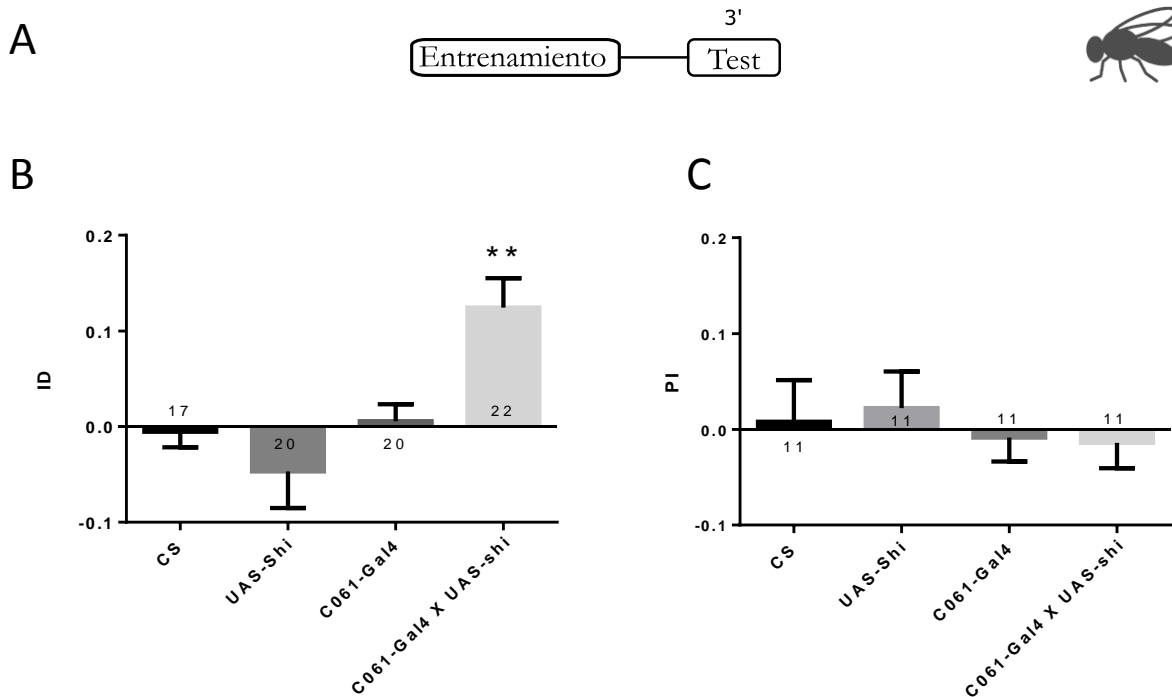 A
3'
Entrenamiento
Test
B
C
0.2
0.1
0.0
-0.1
ID
17
20
20
22
**
CS
UAS-Shi
C061-Gal4
C061-Gal4 X UAS-shi
0.2
0.1
0.0
-0.1
PI
11
11
11
11
CS
UAS-Shi
C061-Gal4
C061-Gal4 X UAS-shi